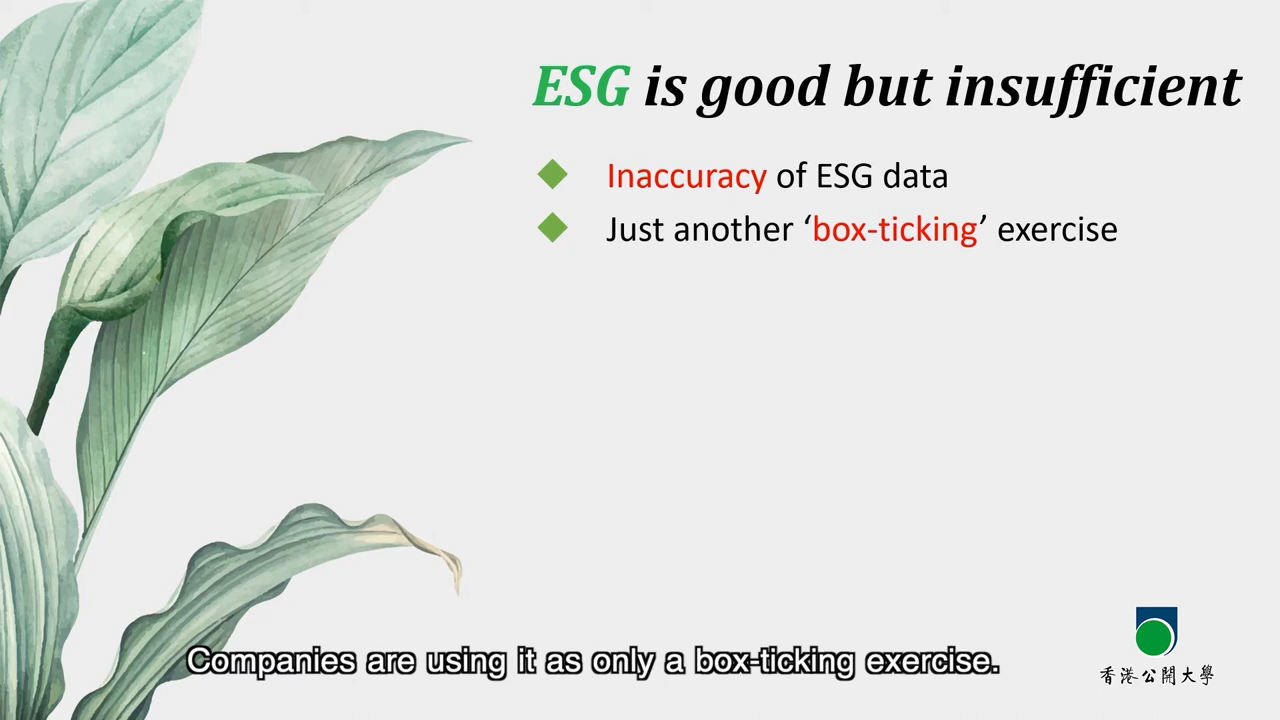 ESG is good but insufficient
Inaccuracy of ESG data
Just another ‘box-ticking’ exercise
Companies are using it as only a box-ticking exercise.
香港公開大學